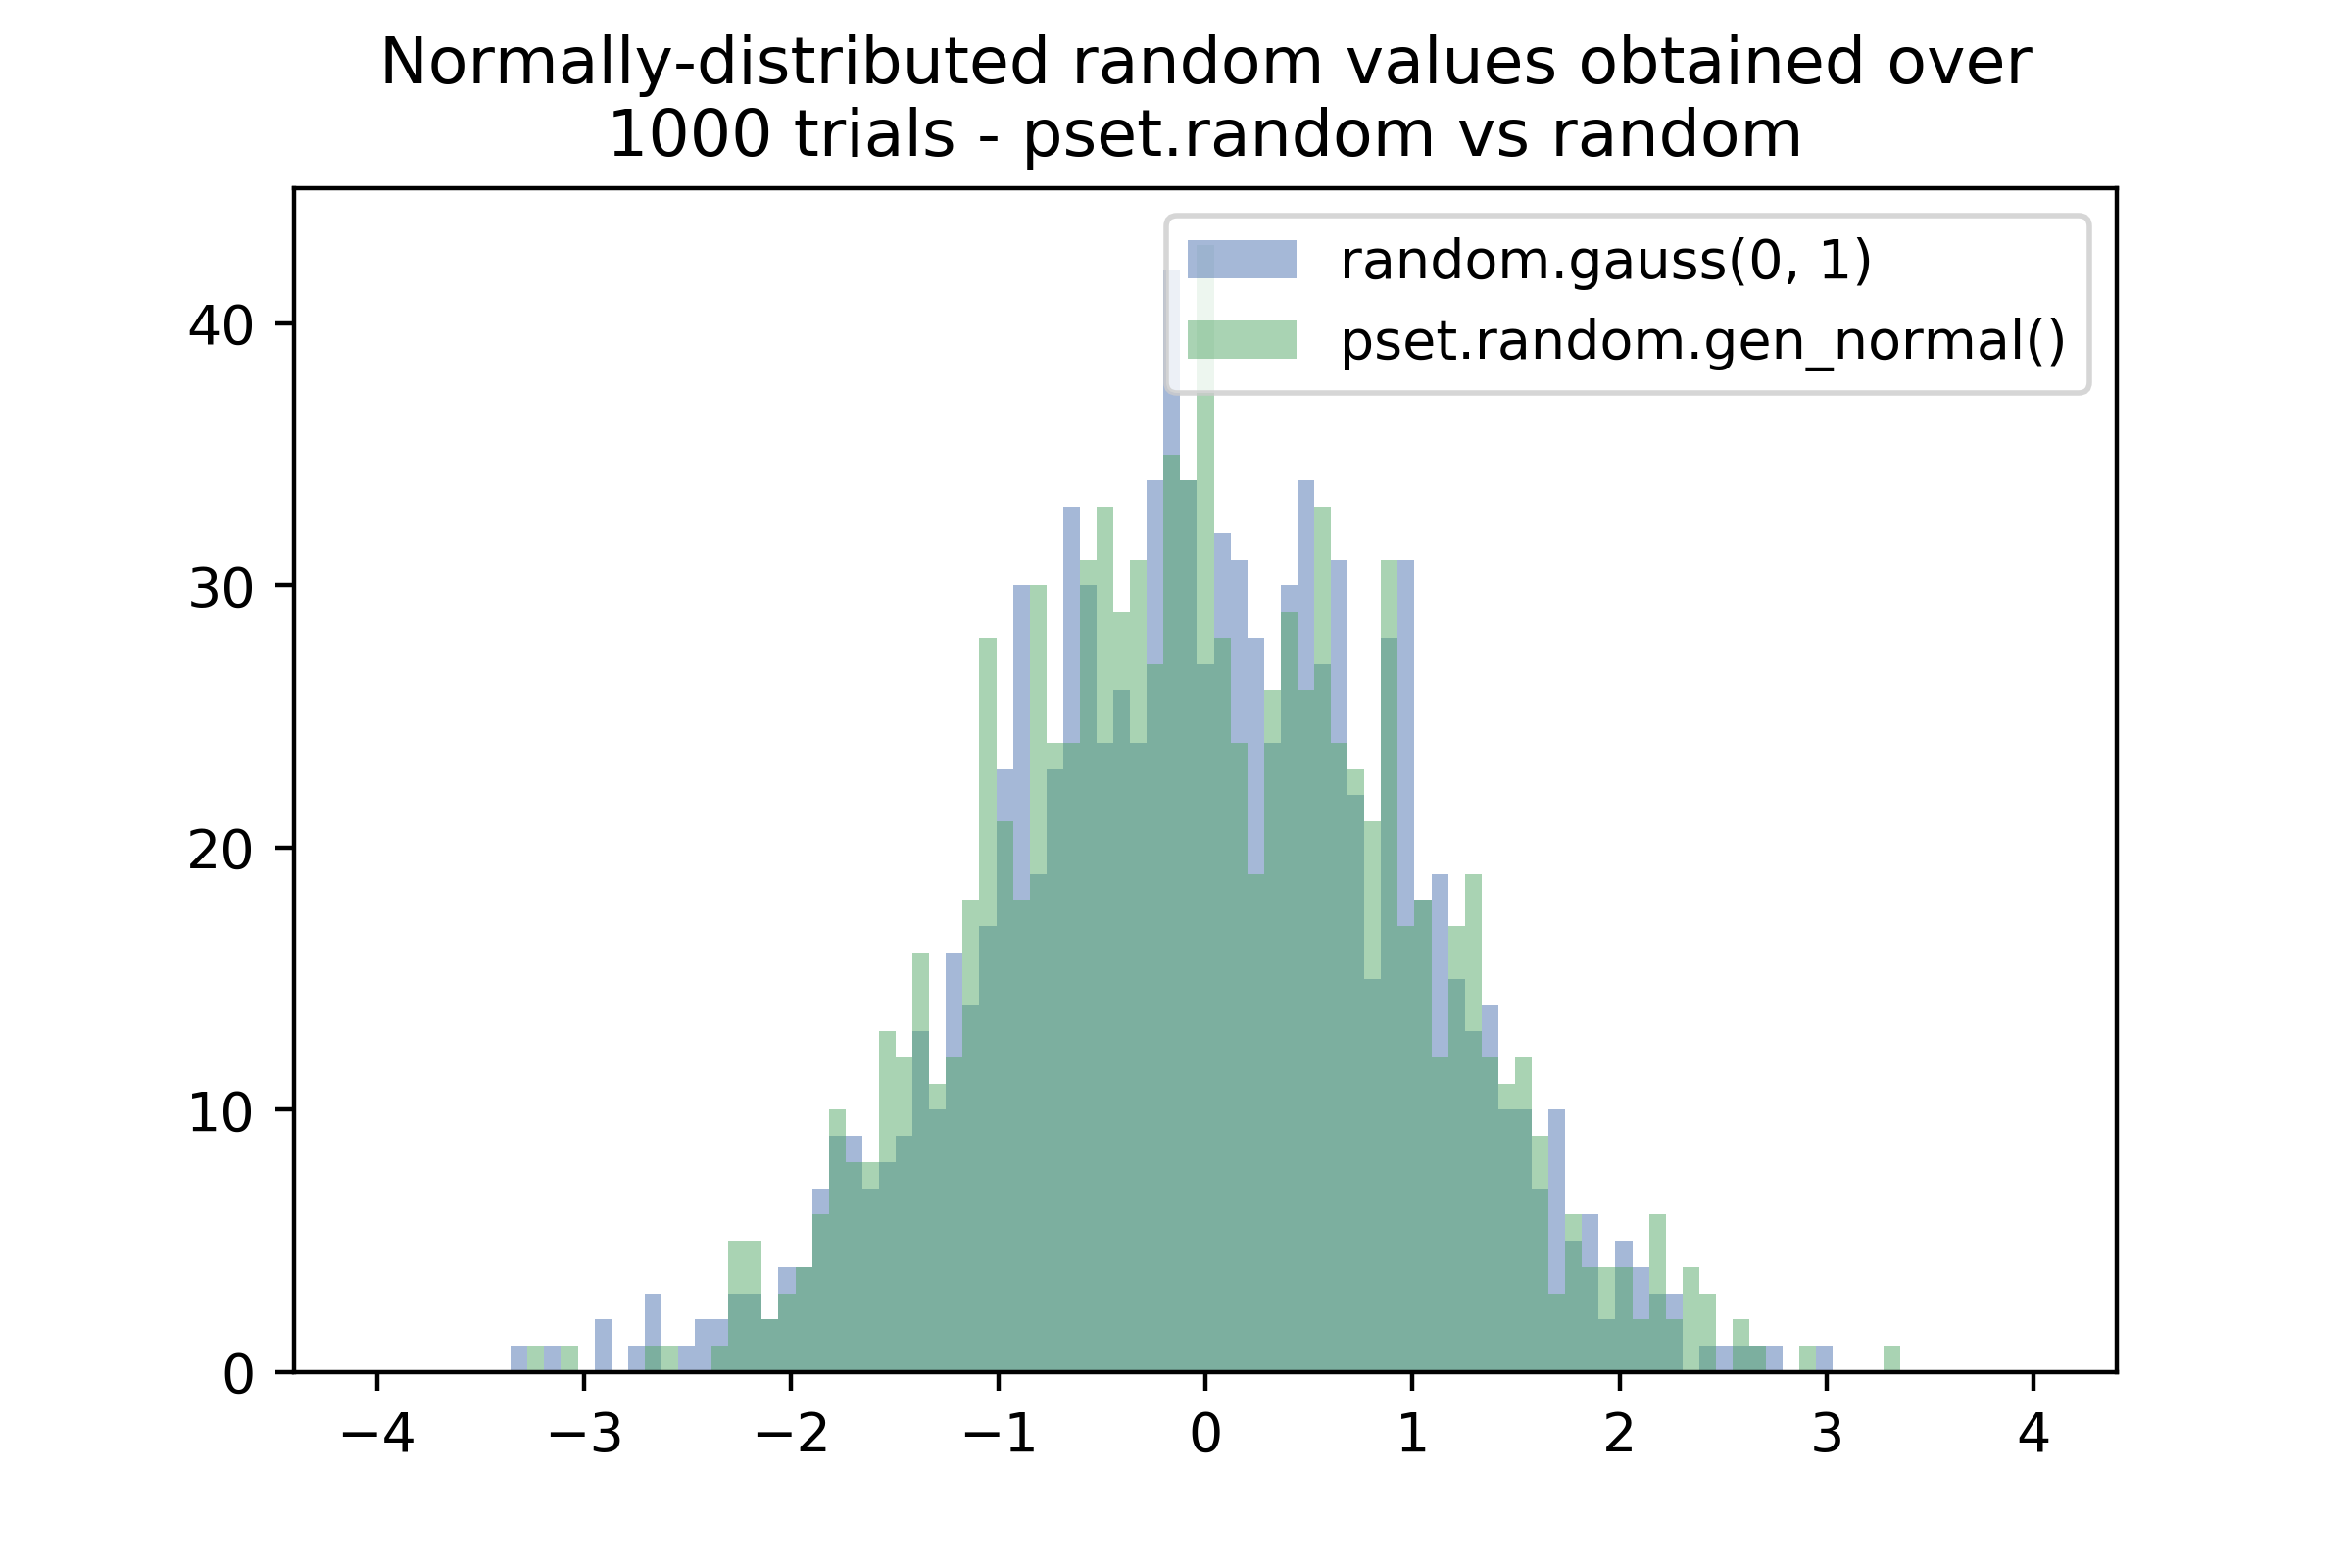 Normally-distributed random values obtained over
1000 trials - pset.random vs random
random.gauss(0, 1)
pset.random.gen_normal()
40
30
20
10
0
−4 −3 −2 −1 0 1 2 3 4